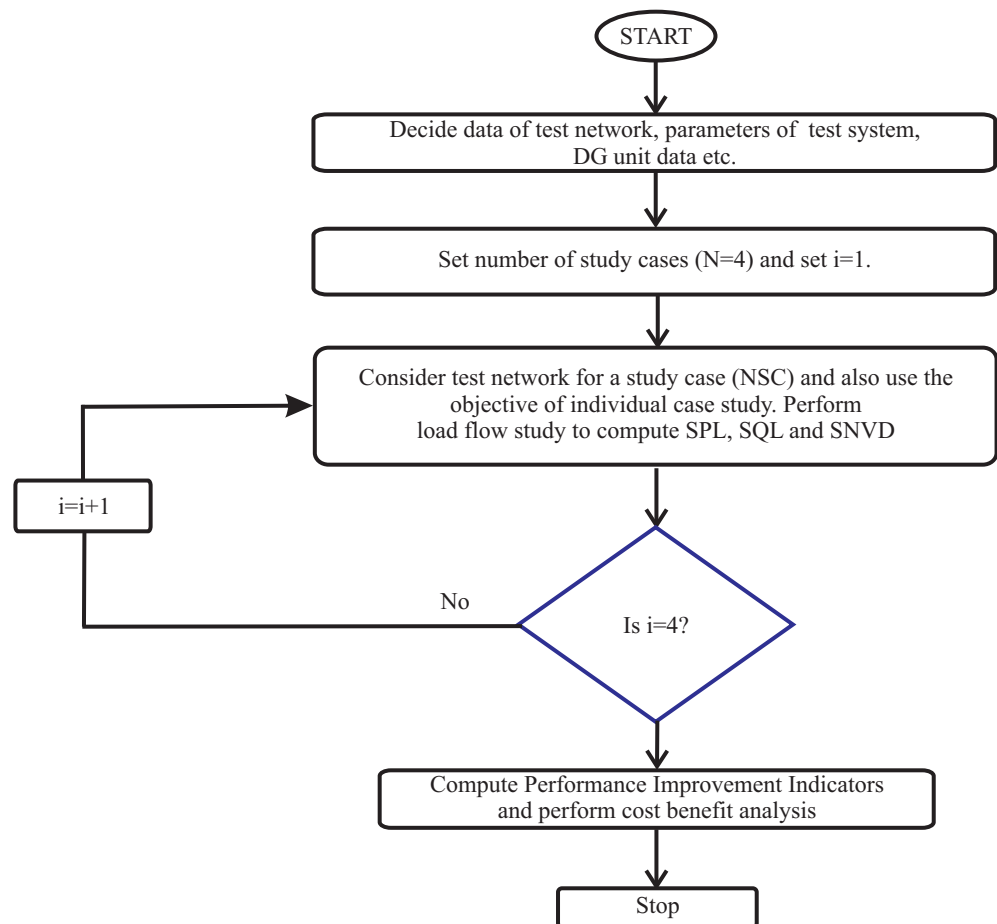 START
Decide data of test network, parameters of test system,
DG unit data etc.
Set number of study cases (N=4) and set i=1.
Consider test network for a study case (NSC) and also use the
objective of individual case study. Perform
load flow study to compute SPL, SQL and SNVD
i=i+1
No
Is i=4?
Compute Performance Improvement Indicators
and perform cost benefit analysis
Stop